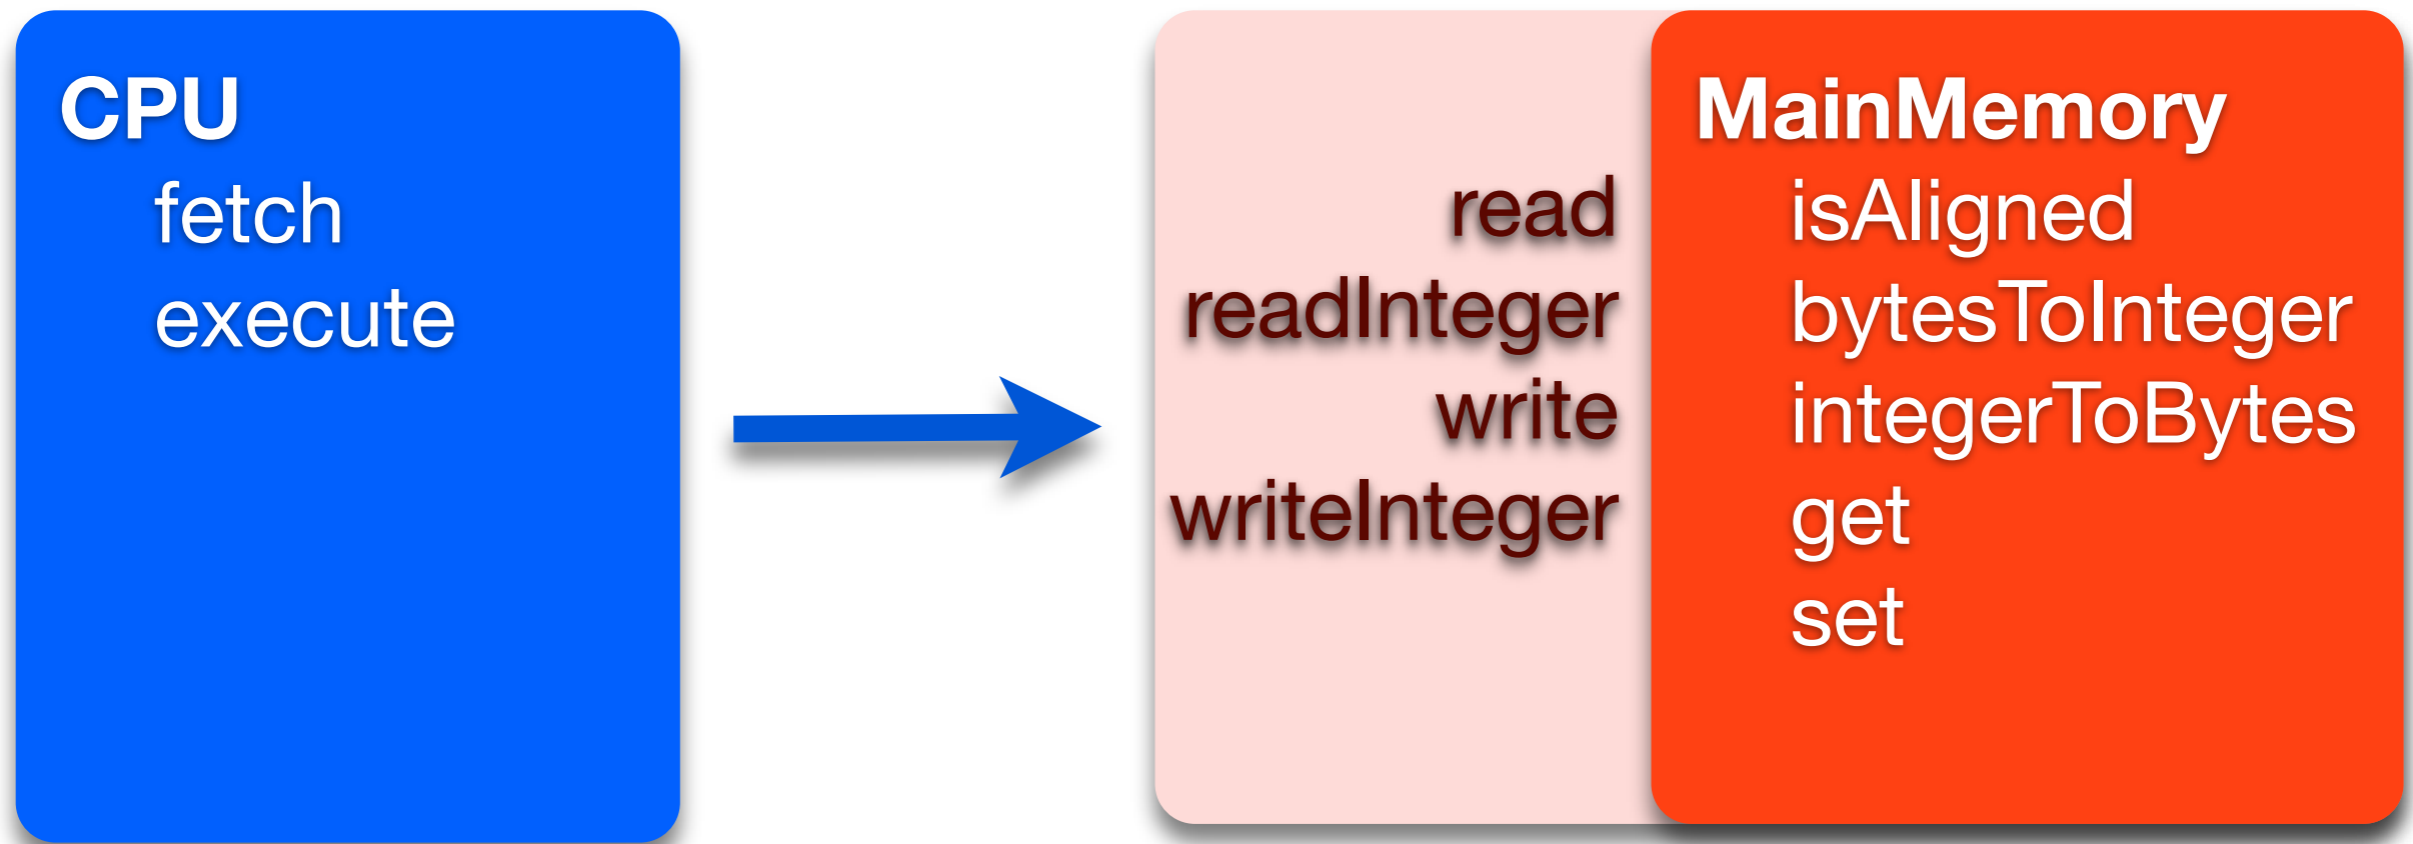 CPU
fetch
execute
read
readInteger
write
writeInteger
MainMemory
isAligned
bytesToInteger
integerToBytes
get
set